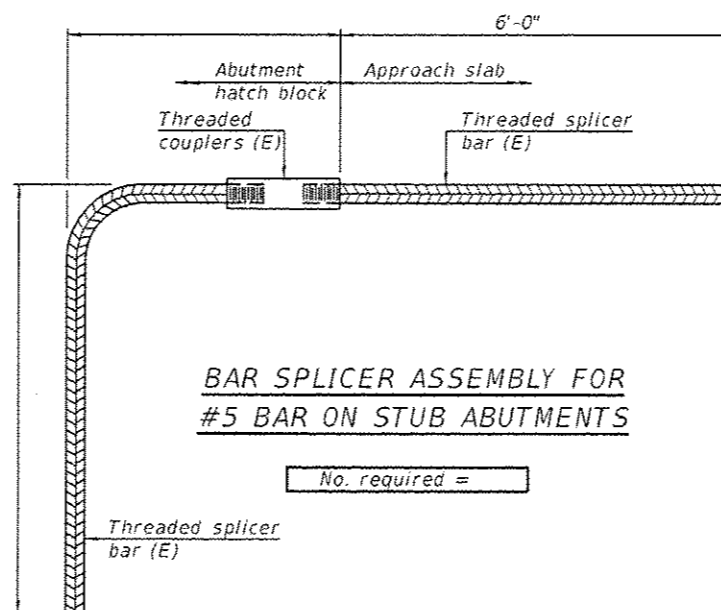 6'-0"
Abutment
hatch block
Approach slab
Threaded
couplers (E)
Threaded splicer
bar (E)
BAR SPLICER ASSEMBLY FOR
#5 BAR ON STUB ABUTMENTS
No. required =
Threaded splicer
bar (E)